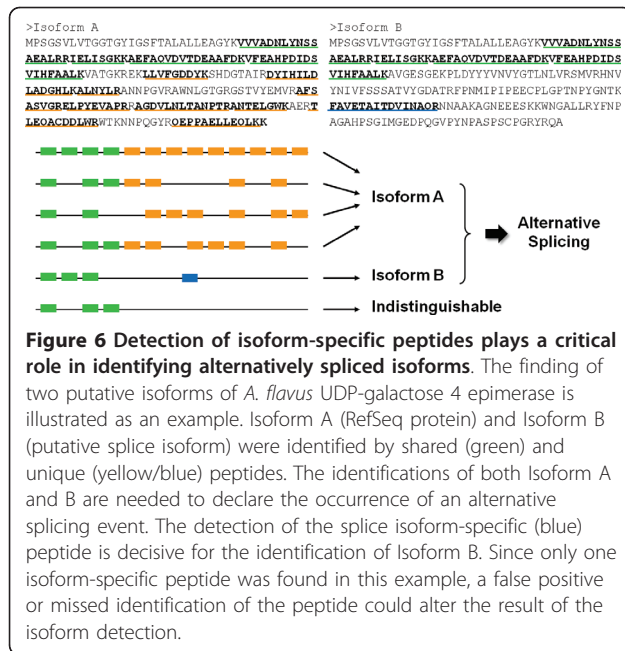 >Isoform A
MPSGSVLVTGGTGYIGSFTALALLEAGYKVVVADNLYNSS
AEALRRIELISGKKAEFAQVDVTDEAAFDKVFEAHPDIDS
VIHFAALKVATGKREKLLVFGDDYKSHDGTAIRDYIHILD
LADGHLKALNYLRANNPGVRAWNLGTGRGSTVYEMVRAFS
ASVGRELPYEVAPRRAGDVLNLTANPTRANTELGWKAERT
LEQACDDLWRWTKNNPQGYRQEPPAELLEQLKK
>Isoform B
MPSGSVLVTGGTGYIGSFTALALLEAGYKVVVADNLYNSS
AEALRRIELISGKKAEFAQVDVTDEAAFDKVFEAHPDIDS
VIHFAALKAVGESGEKPLDYYYVNVYGTLNVLRSMVRHNV
YNIVFSSSATVYGDATRFPNMIPIPEECPLGPTNPYGNTK
FAVETAITDVINAQRNNAAKAGNEEESKKWNGALLRYFNP
AGAHPSGIMGEDPQGVPYNPASPSCPGRYRQA
Isoform A
Isoform B
Indistinguishable
Alternative
Splicing
Figure 6 Detection of isoform-specific peptides plays a critical
role in identifying alternatively spliced isoforms. The finding of
two putative isoforms of A. flavus UDP-galactose 4 epimerase is
illustrated as an example. Isoform A (RefSeq protein) and Isoform B
(putative splice isoform) were identified by shared (green) and
unique (yellow/blue) peptides. The identifications of both Isoform A
and B are needed to declare the occurrence of an alternative
splicing event. The detection of the splice isoform-specific (blue)
peptide is decisive for the identification of Isoform B. Since only one
isoform-specific peptide was found in this example, a false positive
or missed identification of the peptide could alter the result of the
isoform detection.